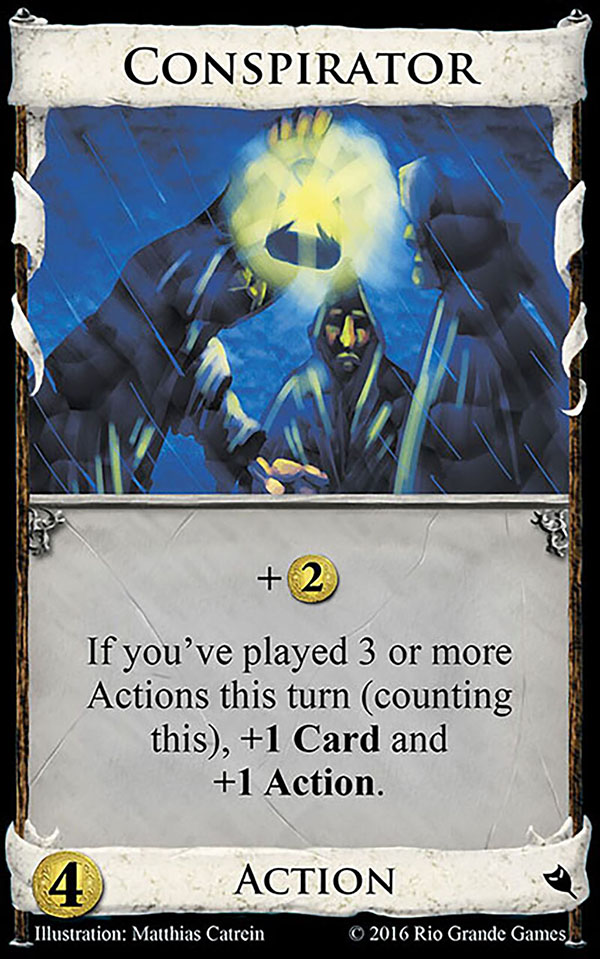 Conspirator
+ 2
If you've played 3 or more
Actions this turn (counting
this), +1 Card and
+1 Action.
4
Action
Illustration: Matthias Catrein
© 2016 Rio Grande Games